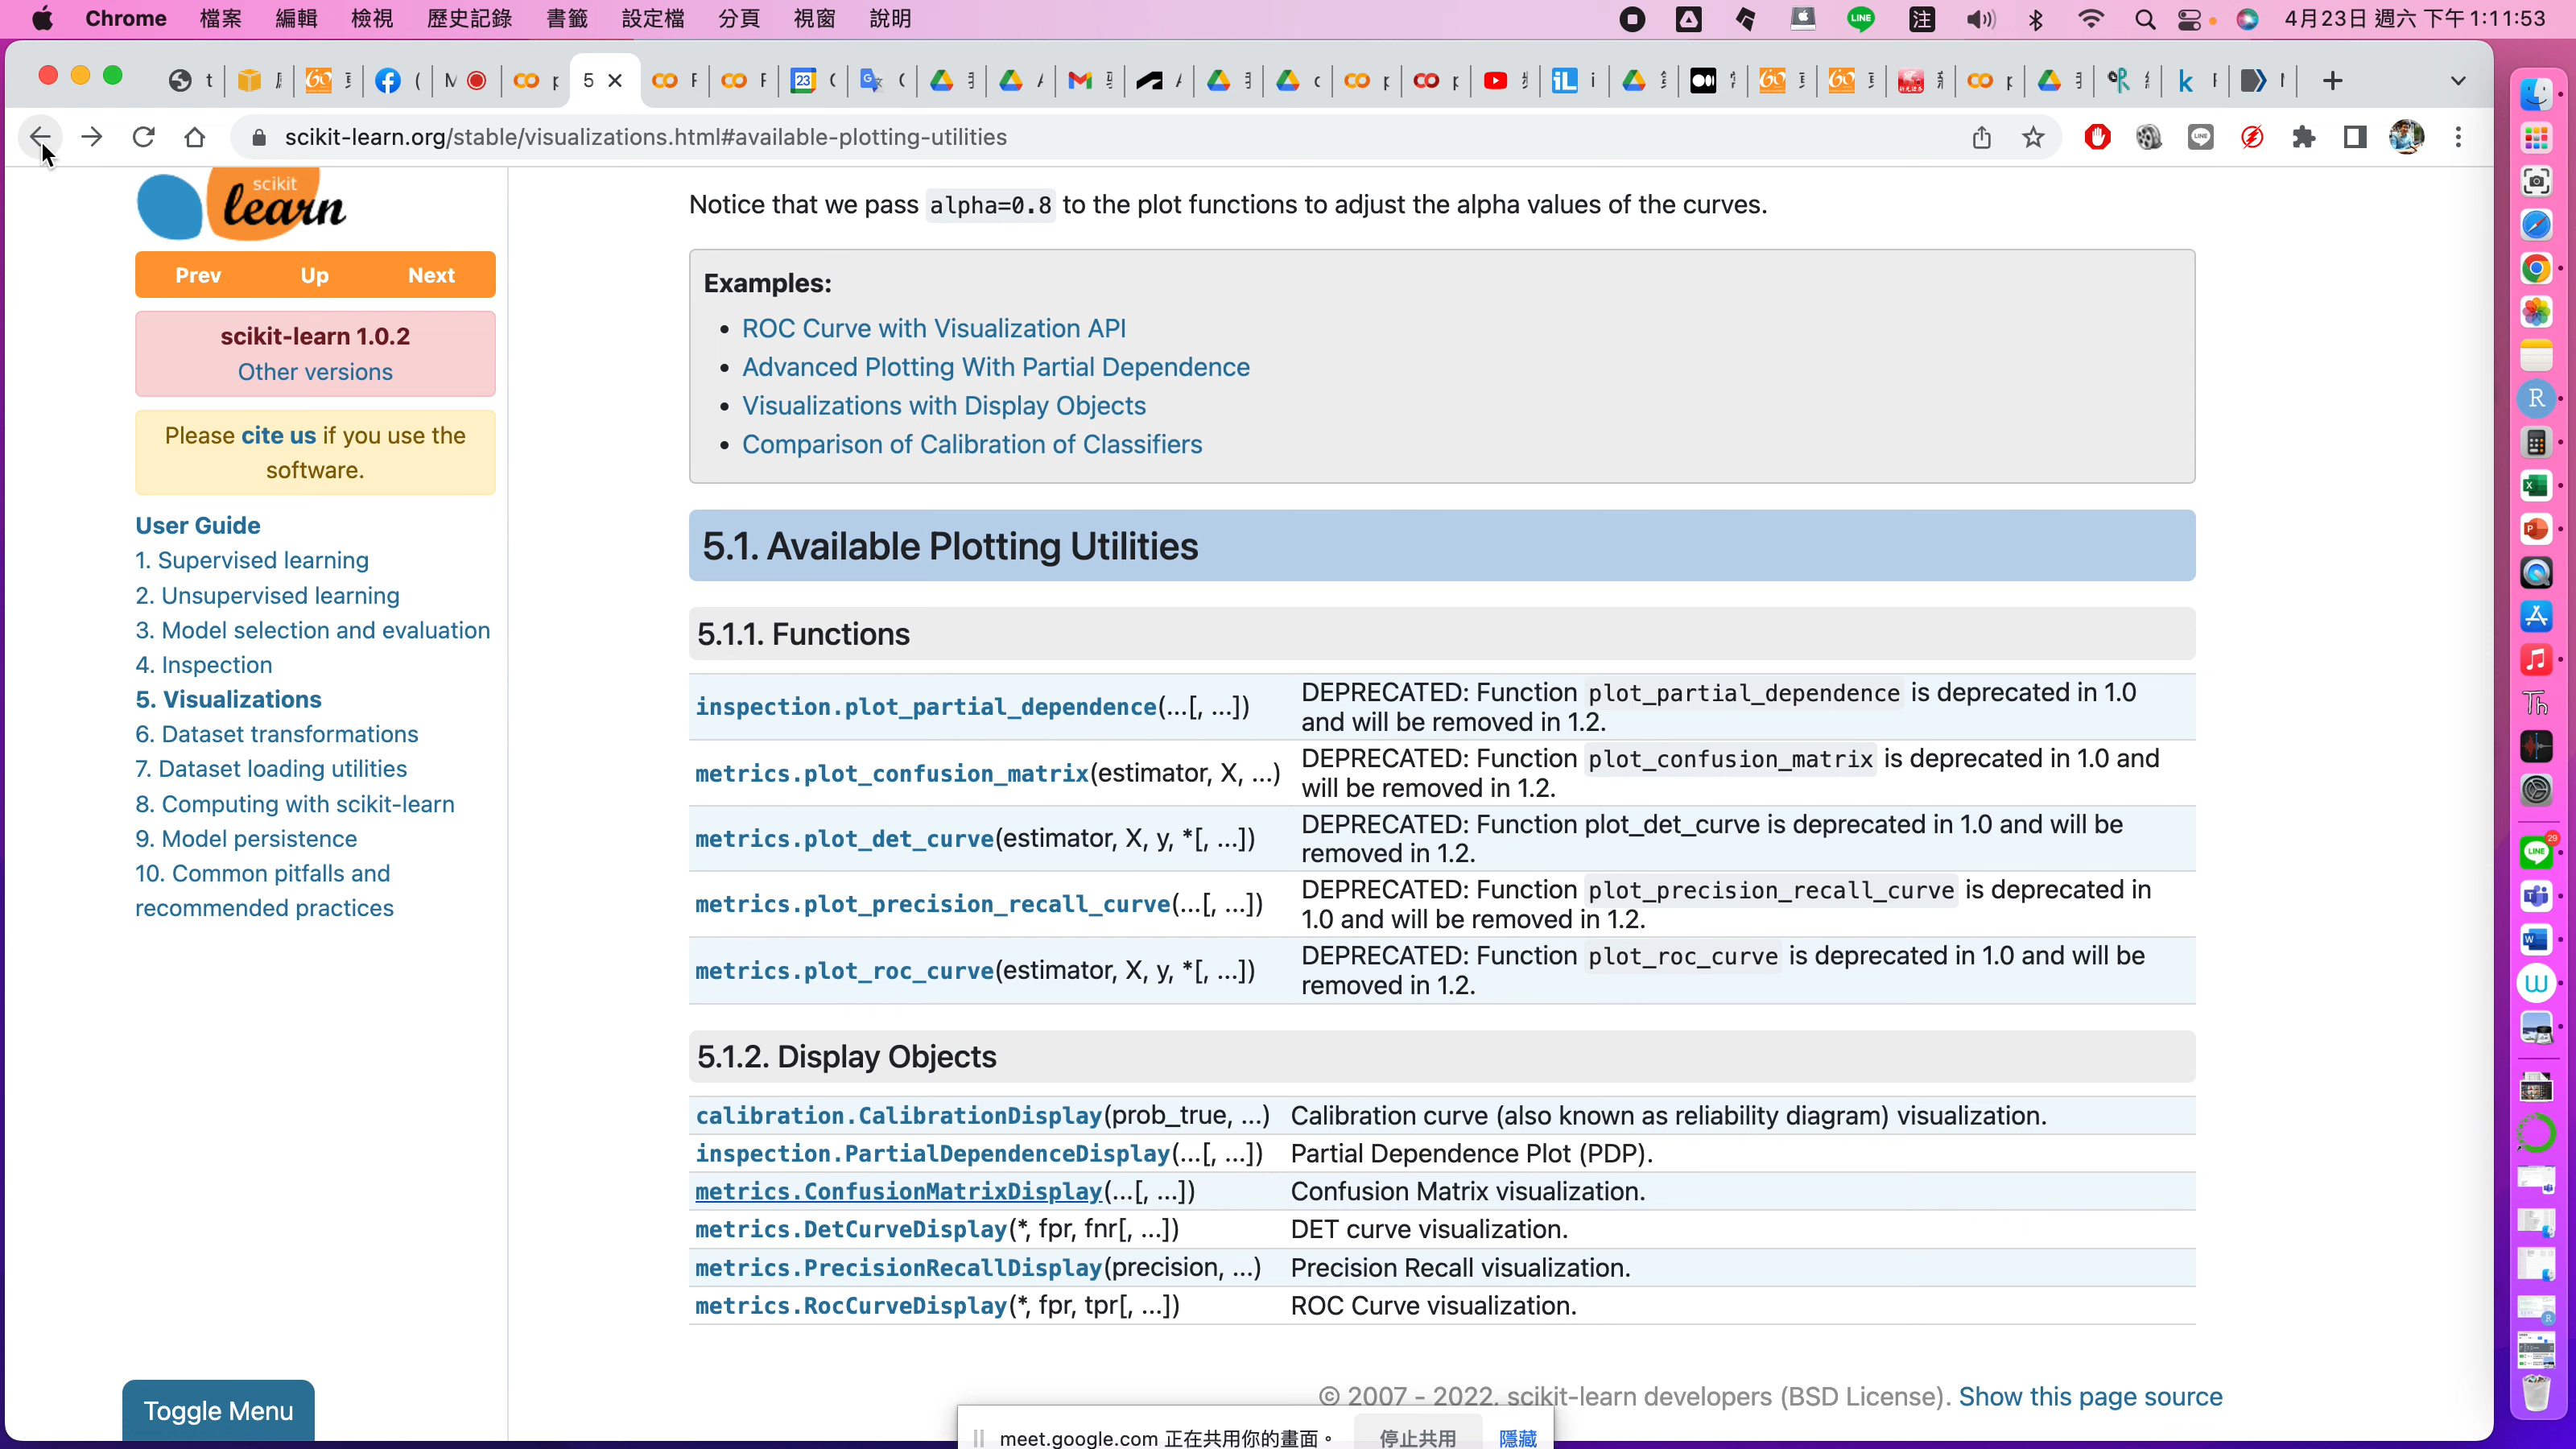 Chrome 檔案 編輯 檢視 歷史記錄 書籤 設定檔 分頁 視窗 說明 LINE 注 4月23日 週六 下午 1:11:53
5
scikit-learn.org/stable/visualizations.html#available-plotting-utilities
scikit
learn
Prev Up Next
scikit-learn 1.0.2
Other versions
Please cite us if you use the
software.
User Guide
1. Supervised learning
2. Unsupervised learning
3. Model selection and evaluation
4. Inspection
5. Visualizations
6. Dataset transformations
7. Dataset loading utilities
8. Computing with scikit-learn
9. Model persistence
10. Common pitfalls and
recommended practices
Toggle Menu
Notice that we pass alpha=0.8 to the plot functions to adjust the alpha values of the curves.
Examples:
• ROC Curve with Visualization API
• Advanced Plotting With Partial Dependence
• Visualizations with Display Objects
• Comparison of Calibration of Classifiers
5.1. Available Plotting Utilities
5.1.1. Functions
inspection.plot_partial_dependence(...[, ...]) DEPRECATED: Function plot_partial_dependence is deprecated in 1.0
and will be removed in 1.2.
metrics.plot_confusion_matrix(estimator, X, ...) DEPRECATED: Function plot_confusion_matrix is deprecated in 1.0 and
will be removed in 1.2.
metrics.plot_det_curve(estimator, X, y, *[, ...]) DEPRECATED: Function plot_det_curve is deprecated in 1.0 and will be
removed in 1.2.
metrics.plot_precision_recall_curve(...[, ...]) DEPRECATED: Function plot_precision_recall_curve is deprecated in
1.0 and will be removed in 1.2.
metrics.plot_roc_curve(estimator, X, y, *[, ...]) DEPRECATED: Function plot_roc_curve is deprecated in 1.0 and will be
removed in 1.2.
5.1.2. Display Objects
calibration.CalibrationDisplay(prob_true, ...) Calibration curve (also known as reliability diagram) visualization.
inspection.PartialDependenceDisplay(...[, ...]) Partial Dependence Plot (PDP).
metrics.ConfusionMatrixDisplay(...[, ...]) Confusion Matrix visualization.
metrics.DetCurveDisplay(*, fpr, fnr[, ...]) DET curve visualization.
metrics.PrecisionRecallDisplay(precision, ...) Precision Recall visualization.
metrics.RocCurveDisplay(*, fpr, tpr[, ...]) ROC Curve visualization.
© 2007 - 2022, scikit-learn developers (BSD License). Show this page source
meet.google.com 正在共用你的畫面。 停止共用 隱藏